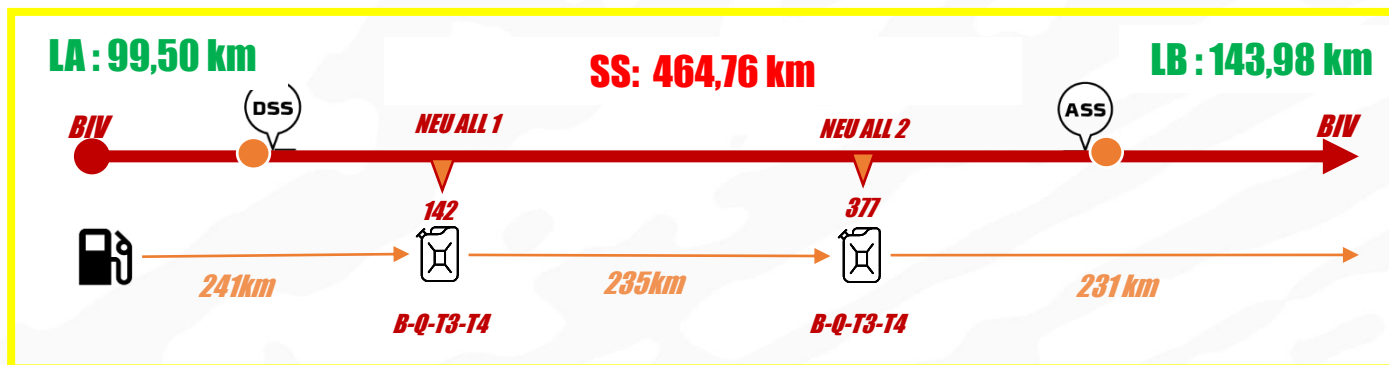 LA : 99,50 km
SS: 464,76 km
LB : 143,98 km
BIV
DSS
NEU ALL 1
NEU ALL 2
ASS
BIV
142
377
241km
235km
231 km
B-Q-T3-T4
B-Q-T3-T4